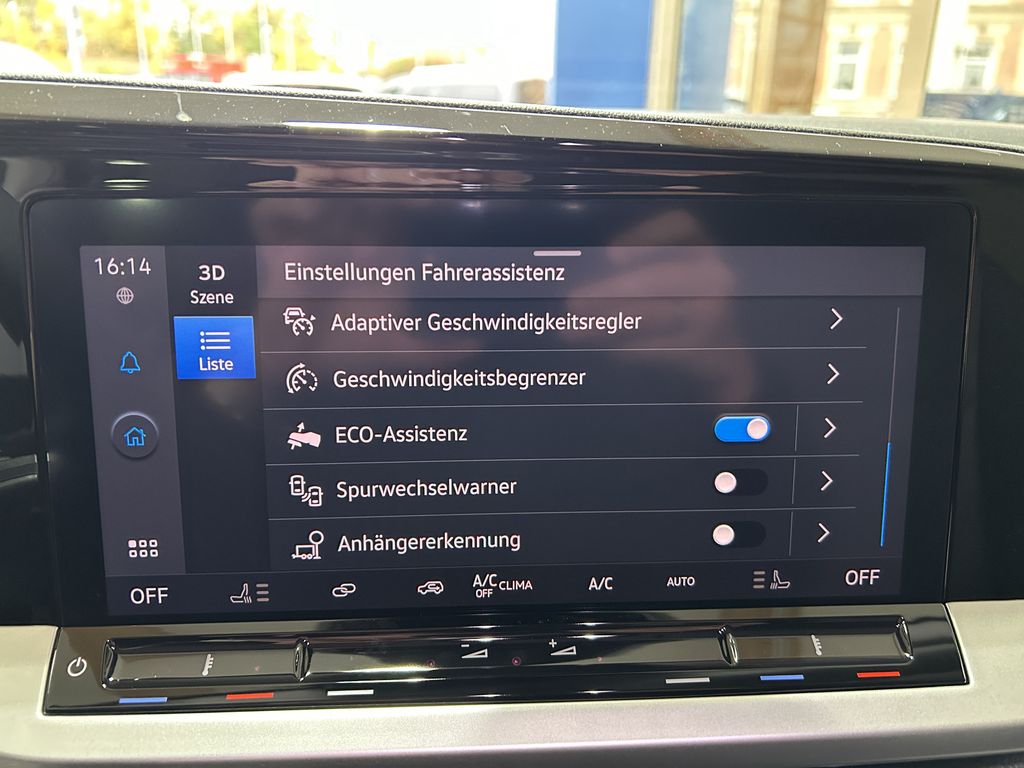 16:14
3D
Szene
Liste
Einstellungen Fahrerassistenz
Adaptiver Geschwindigkeitsregler
Geschwindigkeitsbegrenzer
ECO-Assistenz
Spurwechselwarner
Anhängererkennung
OFF
A/C OFF CLIMA
A/C
AUTO
OFF
- +